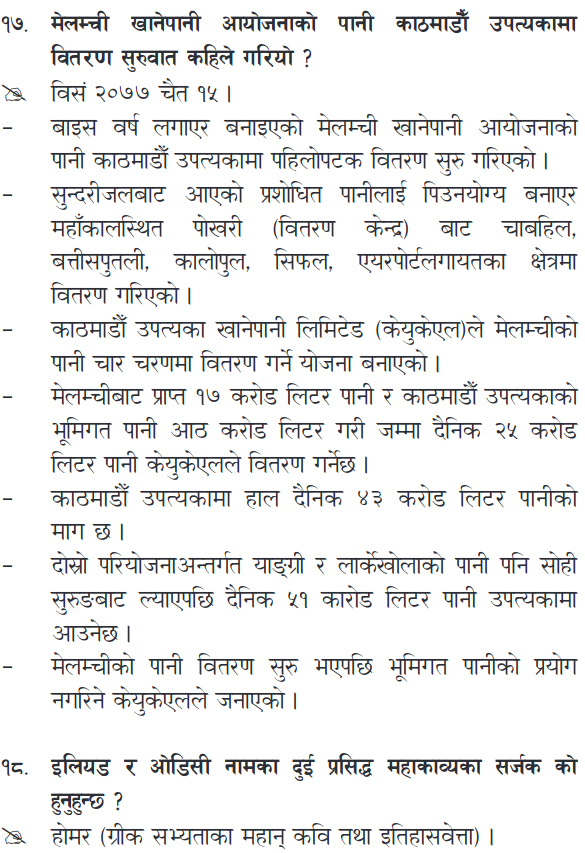 १७. मेलम्ची खानेपानी आयोजनाको पानी काठमाडौँ उपत्यकामा
वितरण सुरुवात कहिले गरियो ?
विसं २०७७ चैत १५ ।
– बाइस वर्ष लगाएर बनाइएको मेलम्ची खानेपानी आयोजनाको
पानी काठमाडौँ उपत्यकामा पहिलोपटक वितरण सुरु गरिएको ।
– सुन्दरीजलबाट आएको प्रशोधित पानीलाई पिउनयोग्य बनाएर
महाँकालस्थित पोखरी (वितरण केन्द्र) बाट चाबहिल,
बत्तीसपुतली, कालोपुल, सिफल, एयरपोर्टलगायतका क्षेत्रमा
वितरण गरिएको ।
– काठमाडौँ उपत्यका खानेपानी लिमिटेड (केयुकेएल)ले मेलम्चीको
पानी चार चरणमा वितरण गर्ने योजना बनाएको ।
– मेलम्चीबाट प्राप्त १७ करोड लिटर पानी र काठमाडौँ उपत्यकाको
भूमिगत पानी आठ करोड लिटर गरी जम्मा दैनिक २५ करोड
लिटर पानी केयुकेएलले वितरण गर्नेछ ।
– काठमाडौँ उपत्यकामा हाल दैनिक ४३ करोड लिटर पानीको
माग छ ।
– दोस्रो परियोजनाअन्तर्गत याङ्ग्री र लार्केखोलाको पानी पनि सोही
सुरुङबाट ल्याएपछि दैनिक ५१ कारोड लिटर पानी उपत्यकामा
आउनेछ ।
– मेलम्चीको पानी वितरण सुरु भएपछि भूमिगत पानीको प्रयोग
नगरिने केयुकेएलले जनाएको ।
१८. इलियड र ओडिसी नामका दुई प्रसिद्ध महाकाव्यका सर्जक को
हुनुहुन्छ ?
होमर (ग्रीक सभ्यताका महान् कवि तथा इतिहासवेत्ता) ।